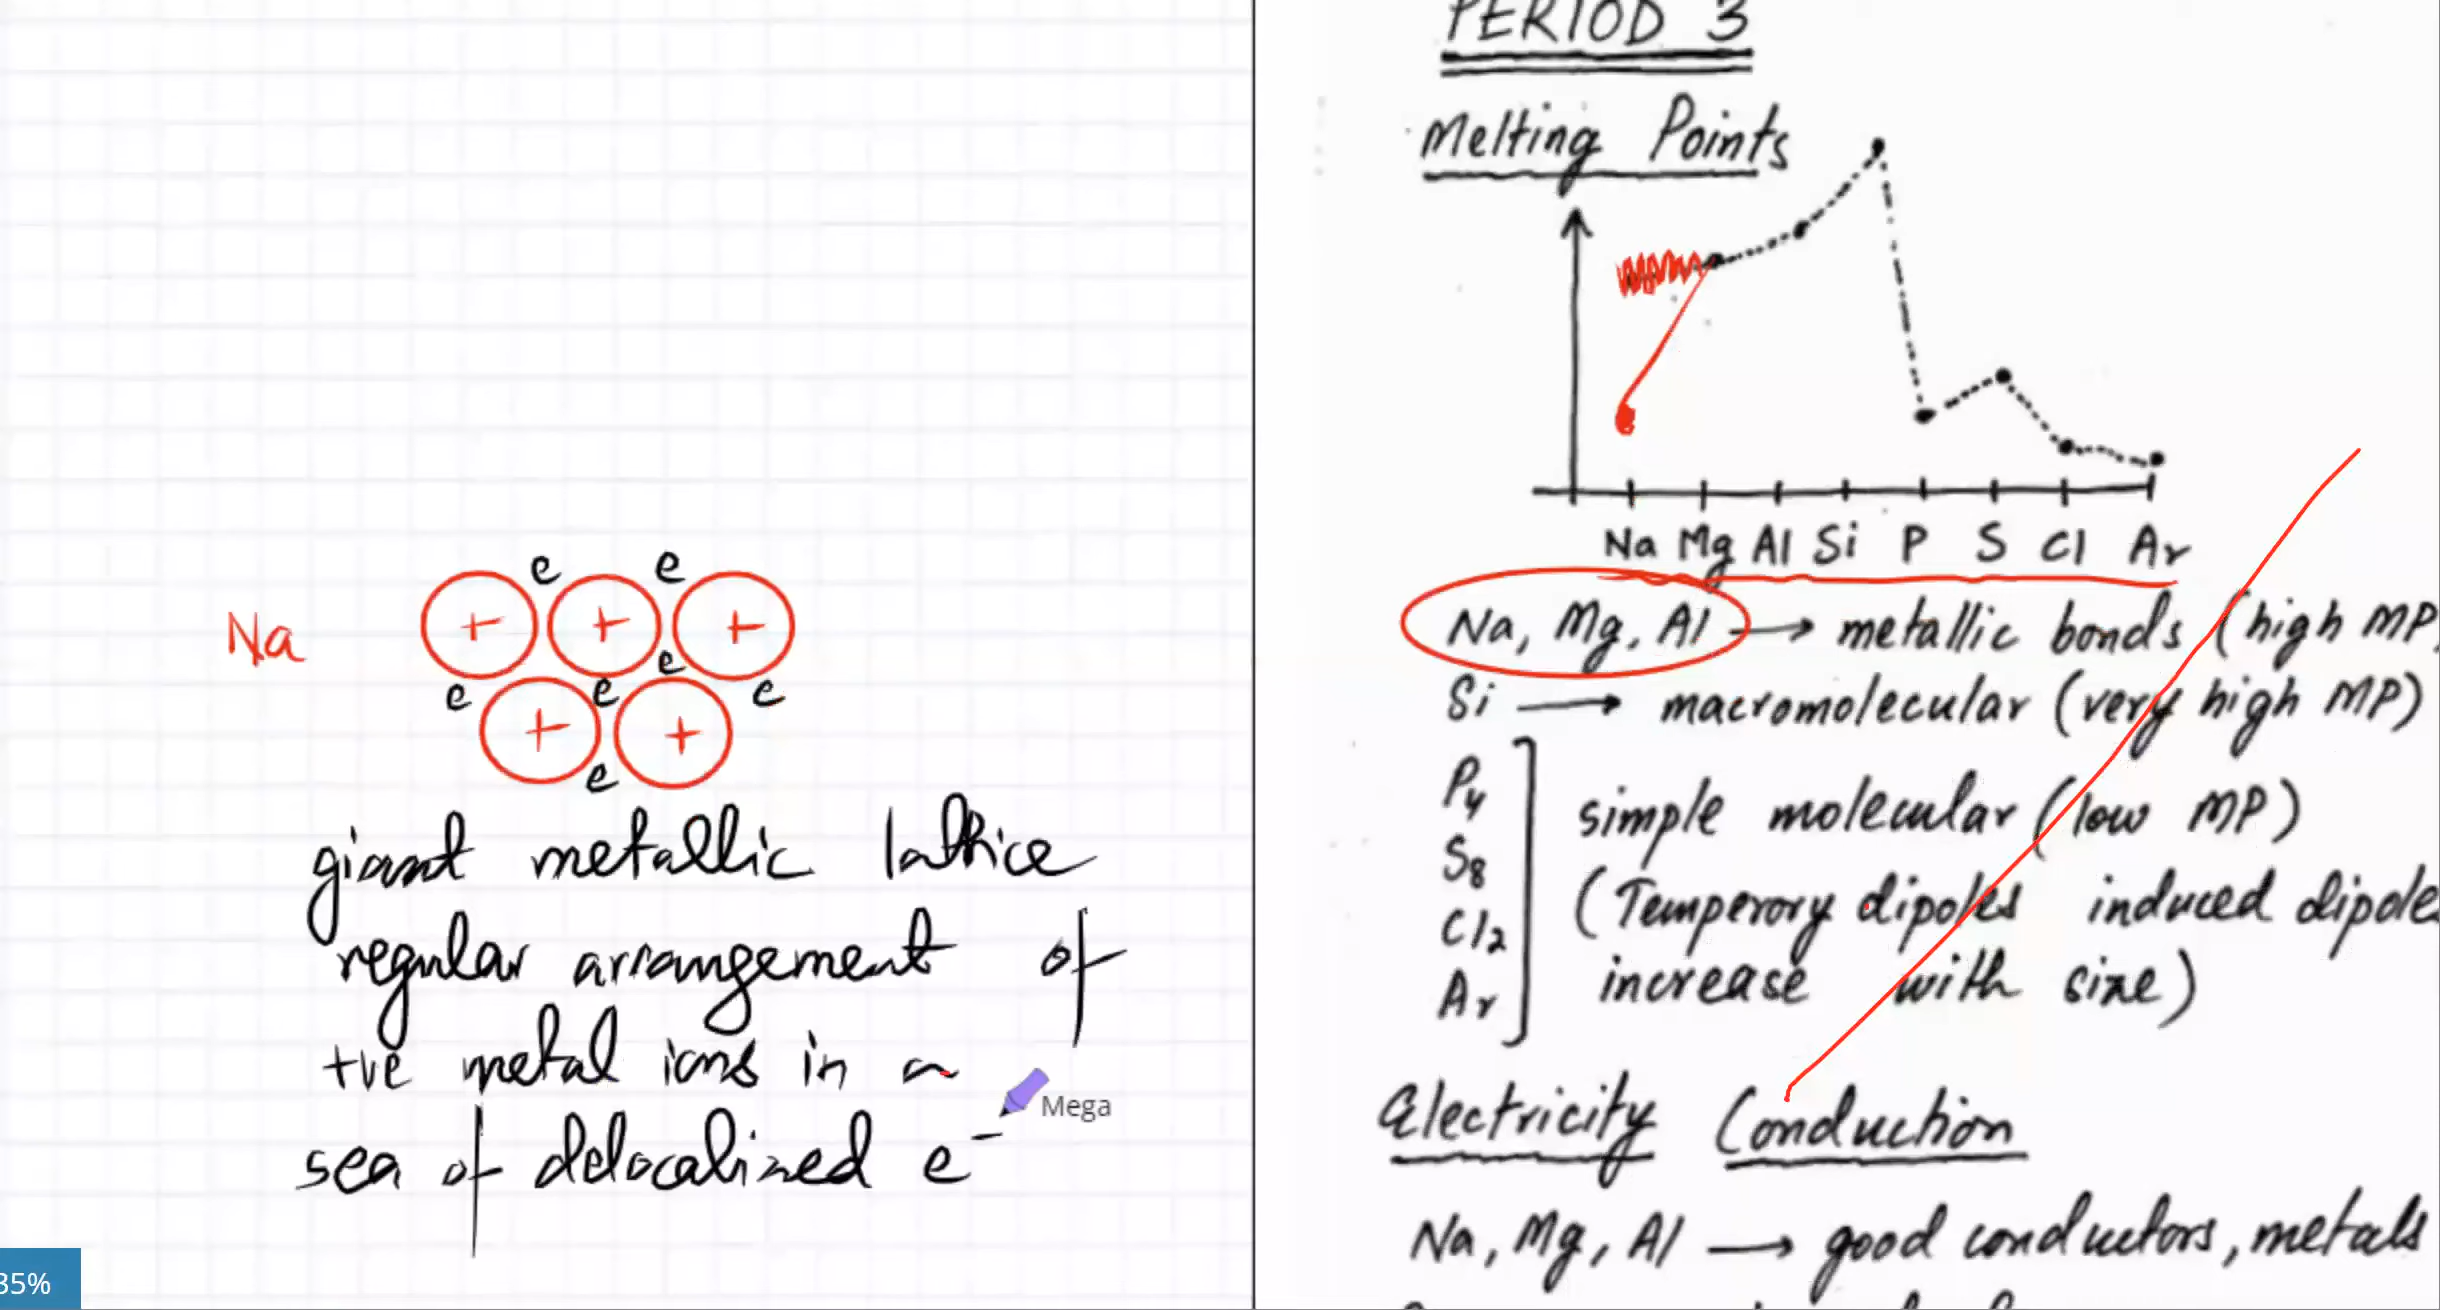 Na
e e
+ + +
e e e e
+ +
e
giant metallic lattice
regular arrangement of
+ve metal ions in a
sea of delocalized e⁻
Mega
35%
PERIOD 3
Melting Points
Na Mg Al Si P S Cl Ar
Na, Mg, Al → metallic bonds (high MP,
Si → macromolecular (very high MP)
P4
S8
Cl2
Ar
simple molecular (low MP)
(Temperory dipoles induced dipole
increase with size)
Electricity Conduction
Na, Mg, Al → good conductors, metals